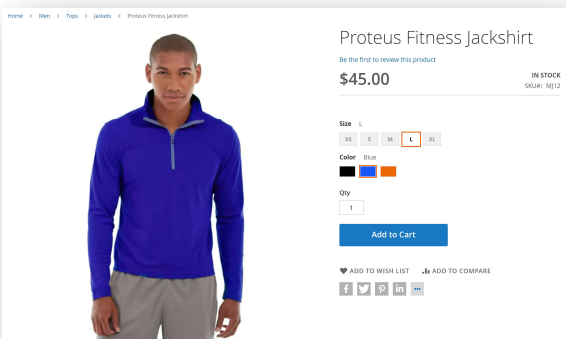 Home > Men > Tops > Jackets > Proteus Fitness Jackshirt
Proteus Fitness Jackshirt
Be the first to review this product
$45.00
IN STOCK
SKU#: MJ12
Size L
XS S M L XL
Color Blue
Qty
1
Add to Cart
ADD TO WISH LIST ADD TO COMPARE